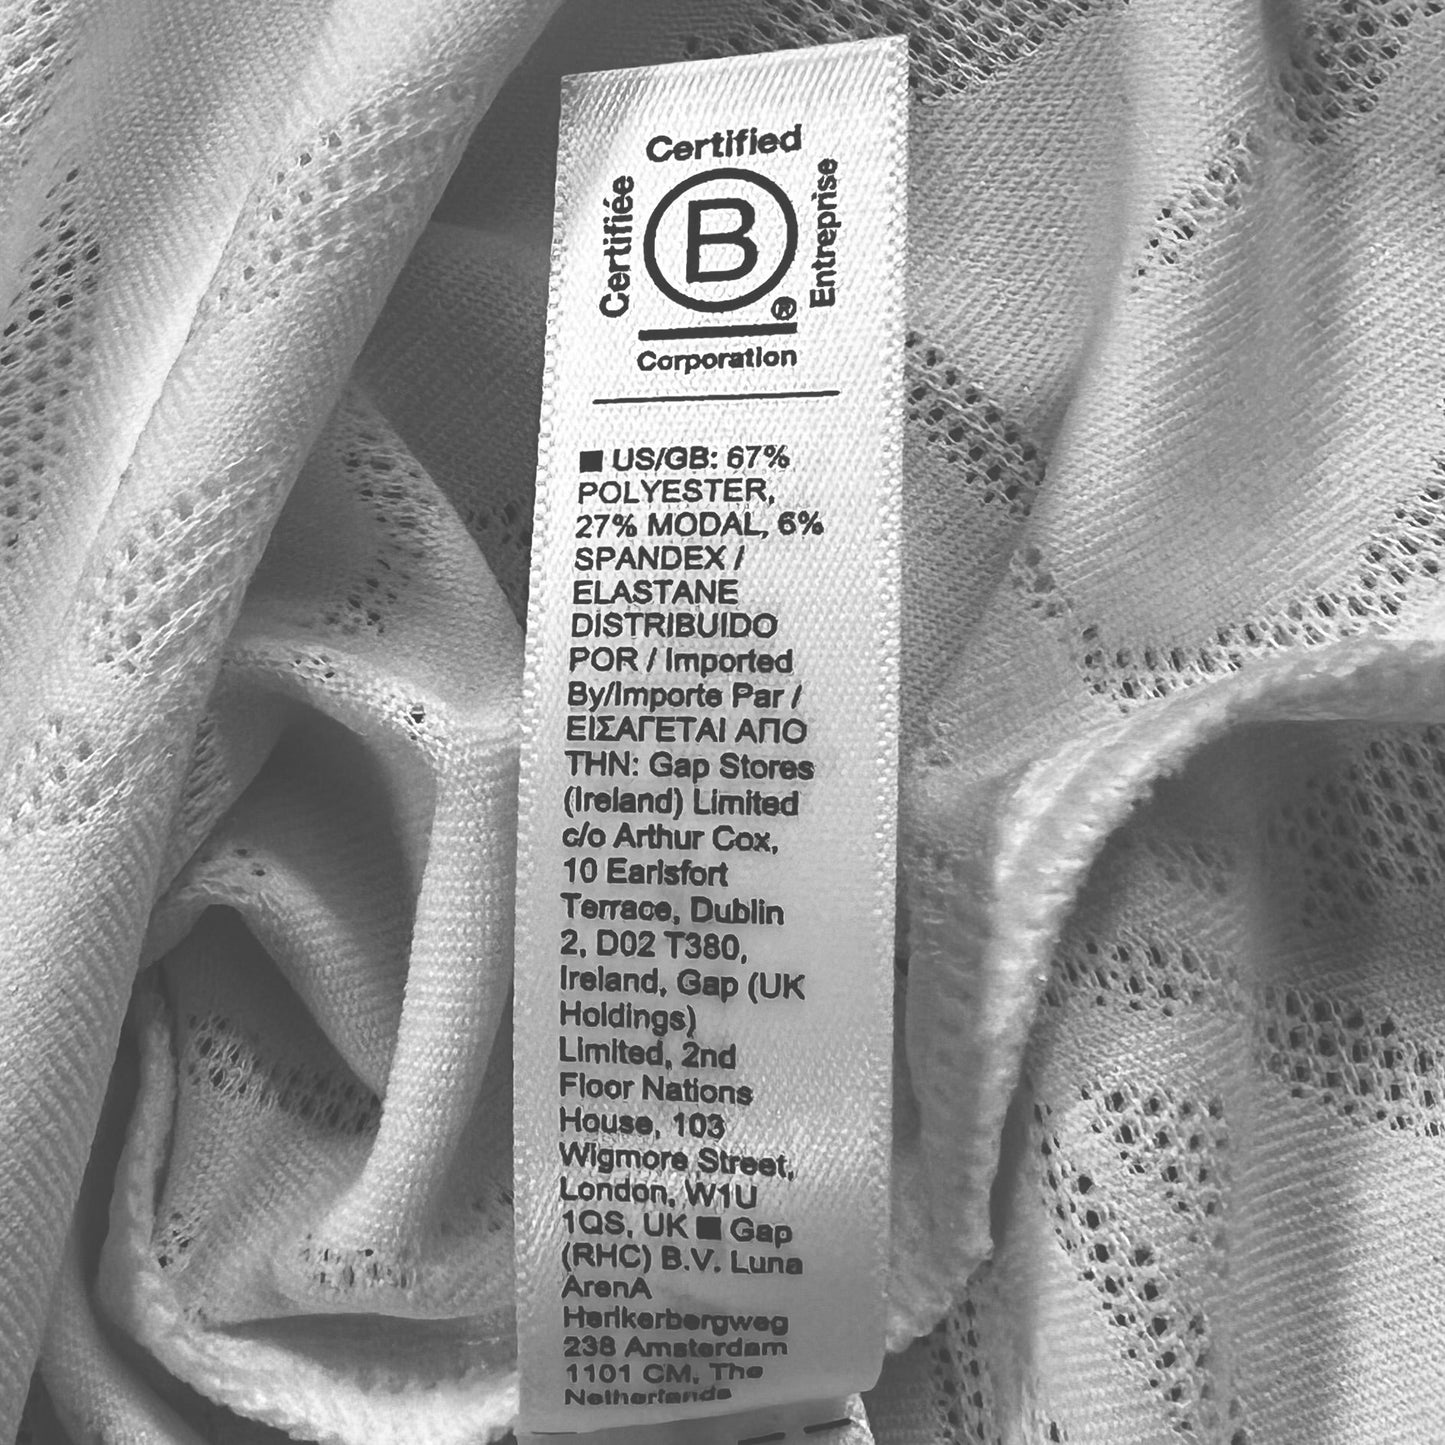 Certified
Certifiée
B
Entreprise
®
Corporation
■ US/GB: 67%
POLYESTER,
27% MODAL, 6%
SPANDEX /
ELASTANE
DISTRIBUIDO
POR / Imported
By/Importe Par /
ΕΙΣΑΓΕΤΑΙ ΑΠΟ
ΤΗΝ: Gap Stores
(Ireland) Limited
c/o Arthur Cox,
10 Earlsfort
Terrace, Dublin
2, D02 T380,
Ireland, Gap (UK
Holdings)
Limited, 2nd
Floor Nations
House, 103
Wigmore Street,
London, W1U
1QS, UK ■ Gap
(RHC) B.V. Luna
ArenA
Herikerbergweg
238 Amsterdam
1101 CM, The
Netherlands